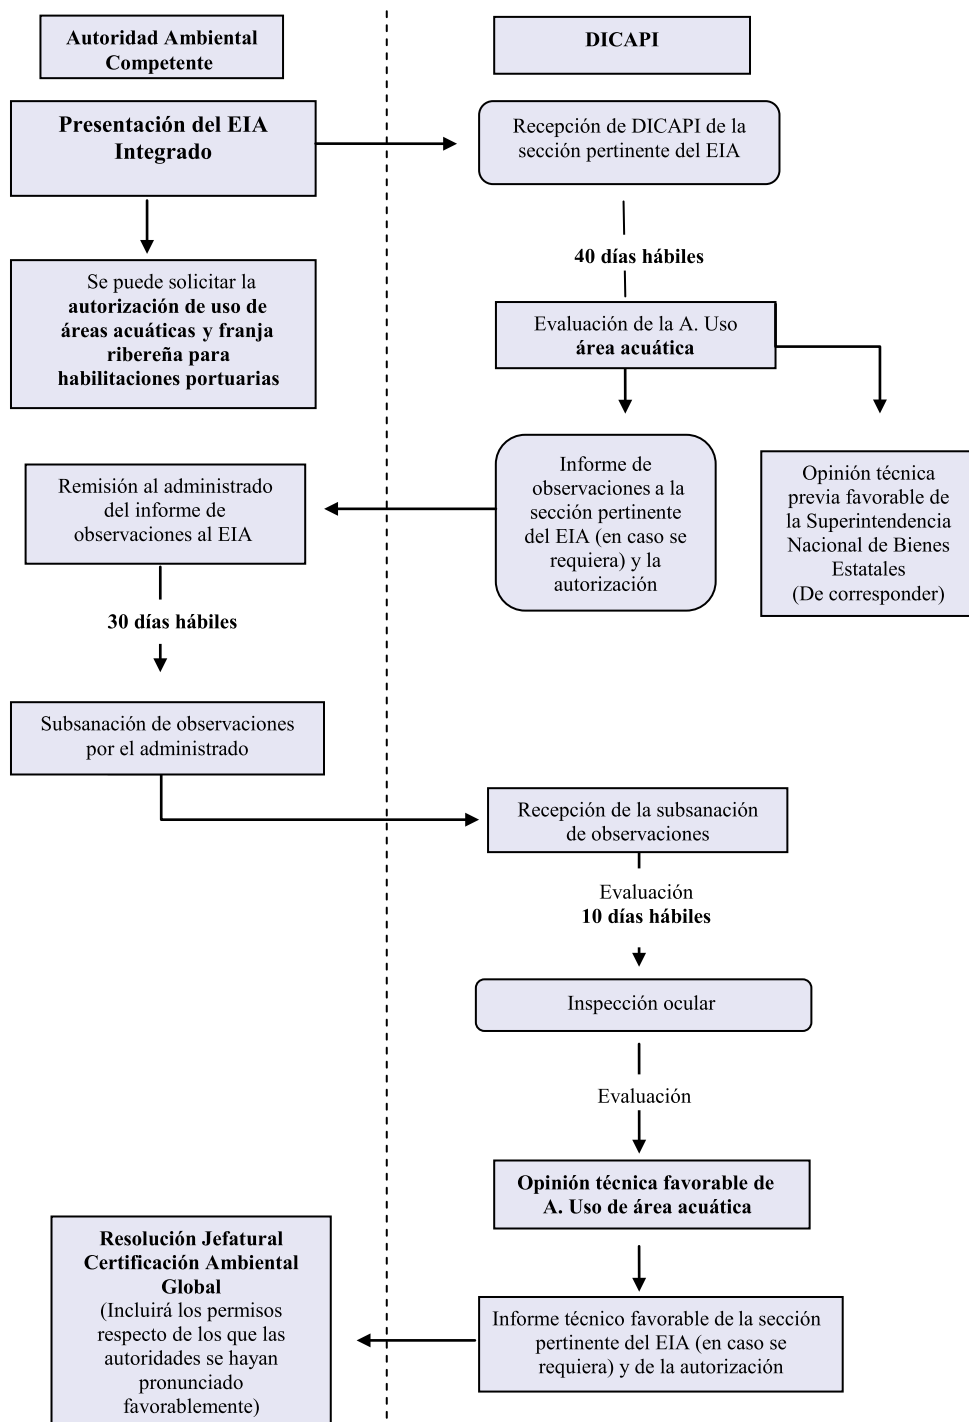 Autoridad Ambiental
Competente
DICAPI
Presentación del EIA
Integrado
Recepción de DICAPI de la
sección pertinente del EIA
40 días hábiles
Se puede solicitar la
autorización de uso de
áreas acuáticas y franja
ribereña para
habilitaciones portuarias
Evaluación de la A. Uso
área acuática
Informe de
observaciones a la
sección pertinente
del EIA (en caso se
requiera) y la
autorización
Opinión técnica
previa favorable de
la Superintendencia
Nacional de Bienes
Estatales
(De corresponder)
Remisión al administrado
del informe de
observaciones al EIA
30 días hábiles
Subsanación de observaciones
por el administrado
Recepción de la subsanación
de observaciones
Evaluación
10 días hábiles
Inspección ocular
Evaluación
Opinión técnica favorable de
A. Uso de área acuática
Informe técnico favorable de la sección
pertinente del EIA (en caso se
requiera) y de la autorización
Resolución Jefatural
Certificación Ambiental
Global
(Incluirá los permisos
respecto de los que las
autoridades se hayan
pronunciado
favorablemente)